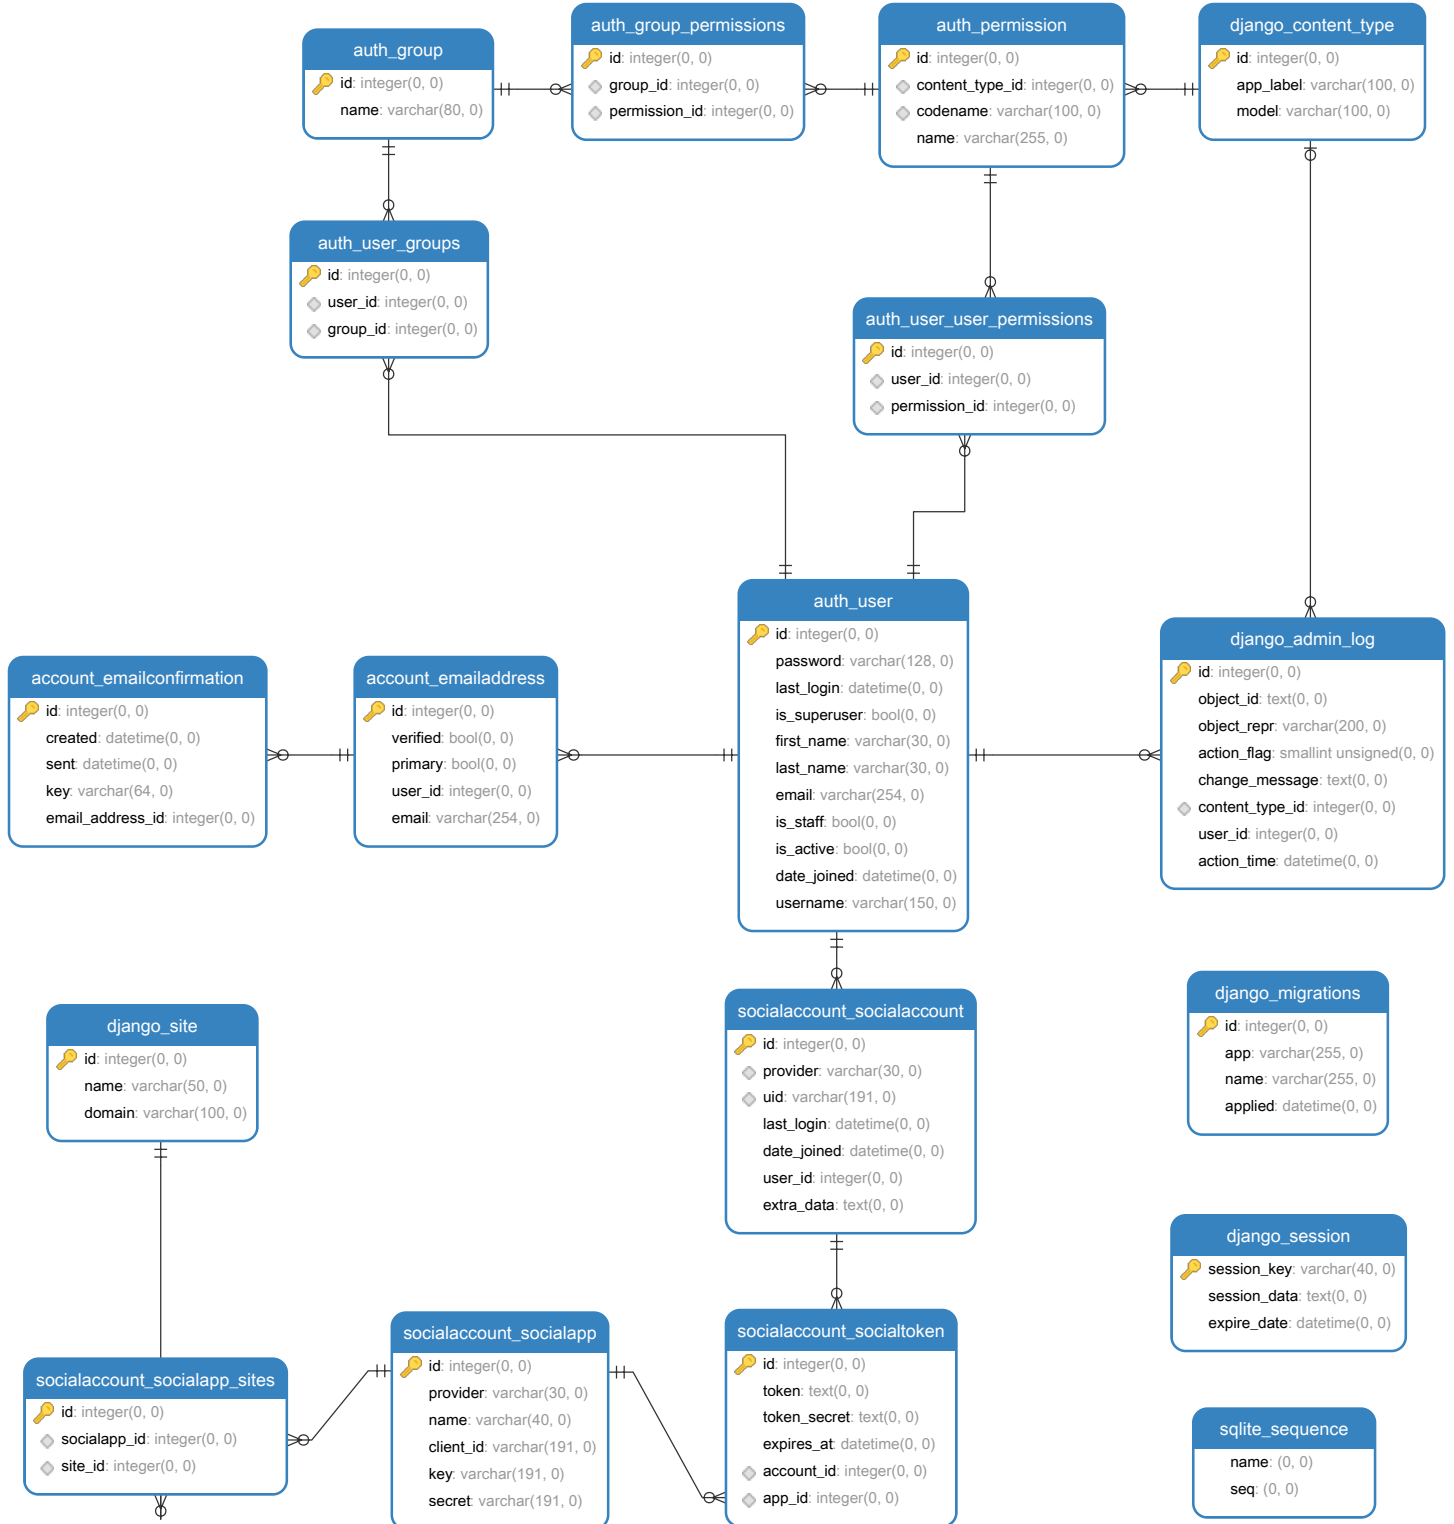 auth_group
id: integer(0, 0)
name: varchar(80, 0)
auth_group_permissions
id: integer(0, 0)
group_id: integer(0, 0)
permission_id: integer(0, 0)
auth_permission
id: integer(0, 0)
content_type_id: integer(0, 0)
codename: varchar(100, 0)
name: varchar(255, 0)
django_content_type
id: integer(0, 0)
app_label: varchar(100, 0)
model: varchar(100, 0)
auth_user_groups
id: integer(0, 0)
user_id: integer(0, 0)
group_id: integer(0, 0)
auth_user_user_permissions
id: integer(0, 0)
user_id: integer(0, 0)
permission_id: integer(0, 0)
account_emailconfirmation
id: integer(0, 0)
created: datetime(0, 0)
sent: datetime(0, 0)
key: varchar(64, 0)
email_address_id: integer(0, 0)
account_emailaddress
id: integer(0, 0)
verified: bool(0, 0)
primary: bool(0, 0)
user_id: integer(0, 0)
email: varchar(254, 0)
auth_user
id: integer(0, 0)
password: varchar(128, 0)
last_login: datetime(0, 0)
is_superuser: bool(0, 0)
first_name: varchar(30, 0)
last_name: varchar(30, 0)
email: varchar(254, 0)
is_staff: bool(0, 0)
is_active: bool(0, 0)
date_joined: datetime(0, 0)
username: varchar(150, 0)
django_admin_log
id: integer(0, 0)
object_id: text(0, 0)
object_repr: varchar(200, 0)
action_flag: smallint unsigned(0, 0)
change_message: text(0, 0)
content_type_id: integer(0, 0)
user_id: integer(0, 0)
action_time: datetime(0, 0)
django_site
id: integer(0, 0)
name: varchar(50, 0)
domain: varchar(100, 0)
socialaccount_socialaccount
id: integer(0, 0)
provider: varchar(30, 0)
uid: varchar(191, 0)
last_login: datetime(0, 0)
date_joined: datetime(0, 0)
user_id: integer(0, 0)
extra_data: text(0, 0)
django_migrations
id: integer(0, 0)
app: varchar(255, 0)
name: varchar(255, 0)
applied: datetime(0, 0)
django_session
session_key: varchar(40, 0)
session_data: text(0, 0)
expire_date: datetime(0, 0)
socialaccount_socialapp_sites
id: integer(0, 0)
socialapp_id: integer(0, 0)
site_id: integer(0, 0)
socialaccount_socialapp
id: integer(0, 0)
provider: varchar(30, 0)
name: varchar(40, 0)
client_id: varchar(191, 0)
key: varchar(191, 0)
secret: varchar(191, 0)
socialaccount_socialtoken
id: integer(0, 0)
token: text(0, 0)
token_secret: text(0, 0)
expires_at: datetime(0, 0)
account_id: integer(0, 0)
app_id: integer(0, 0)
sqlite_sequence
name: (0, 0)
seq: (0, 0)